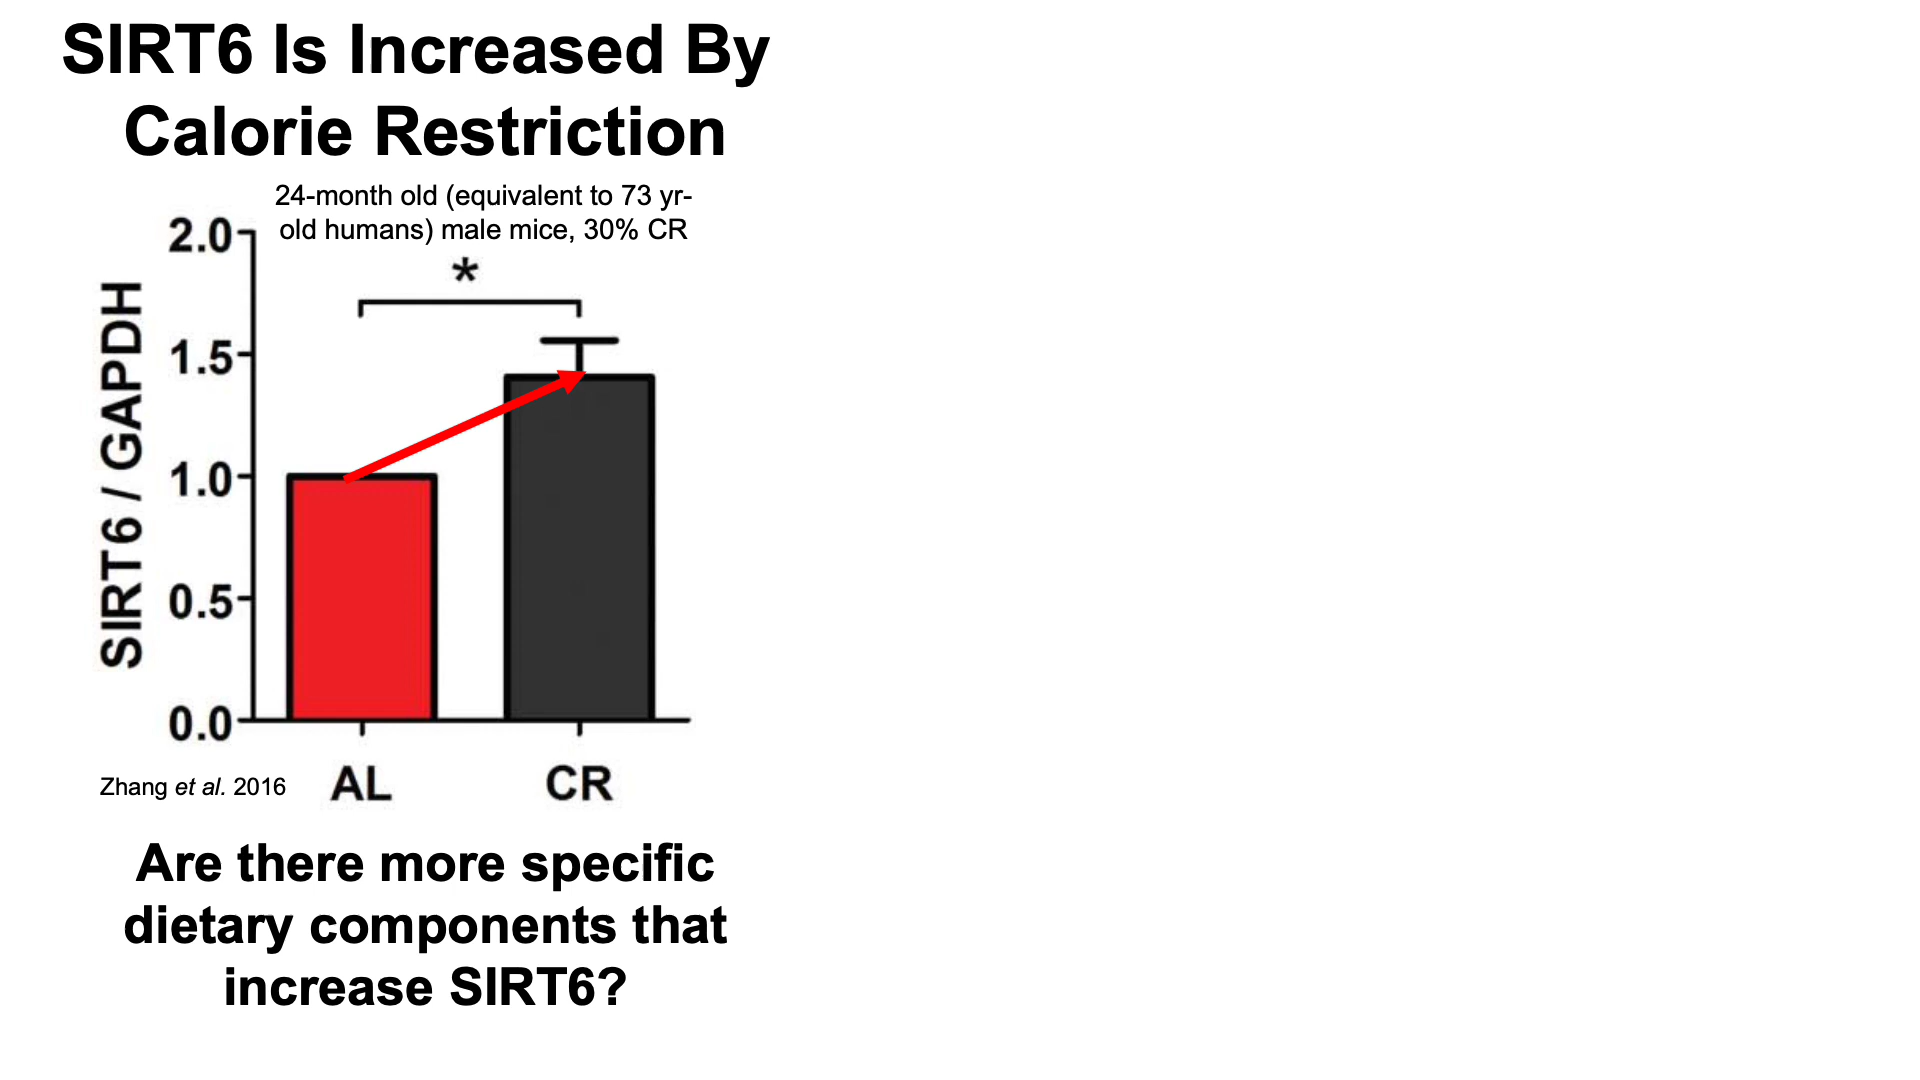 SIRT6 Is Increased By
Calorie Restriction
24-month old (equivalent to 73 yr-
old humans) male mice, 30% CR
2.0
*
1.5
1.0
0.5
0.0
SIRT6 / GAPDH
AL
CR
Zhang et al. 2016
Are there more specific
dietary components that
increase SIRT6?